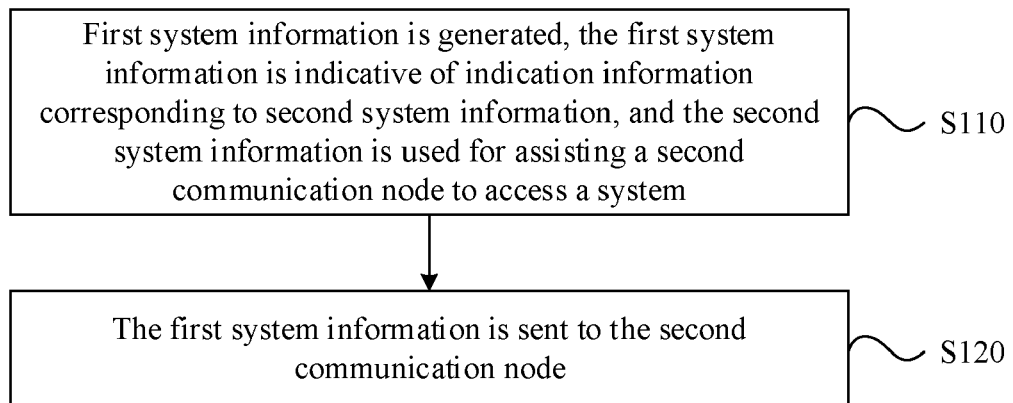 First system information is generated, the first system
information is indicative of indication information
corresponding to second system information, and the second
system information is used for assisting a second
communication node to access a system
S110
The first system information is sent to the second
communication node
S120